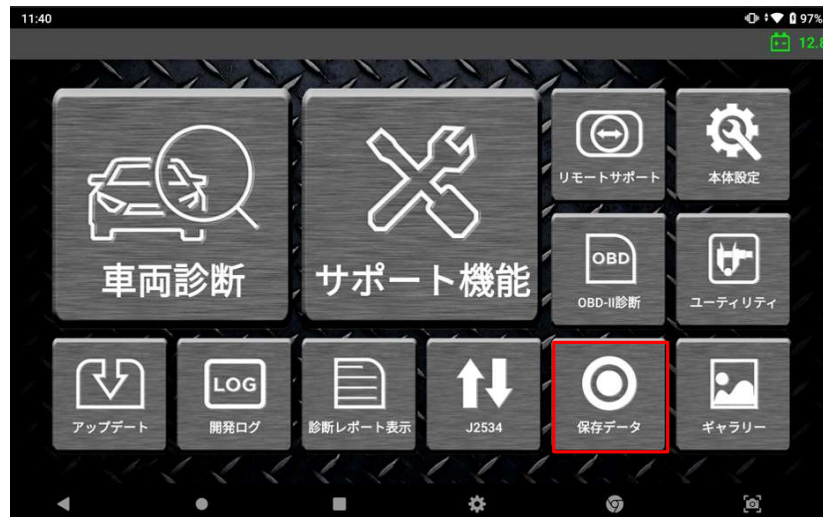 11:40
97%
12.8
車両診断
サポート機能
リモートサポート
本体設定
OBD
OBD-II診断
ユーティリティ
アップデート
LOG
開発ログ
診断レポート表示
J2534
保存データ
ギャラリー